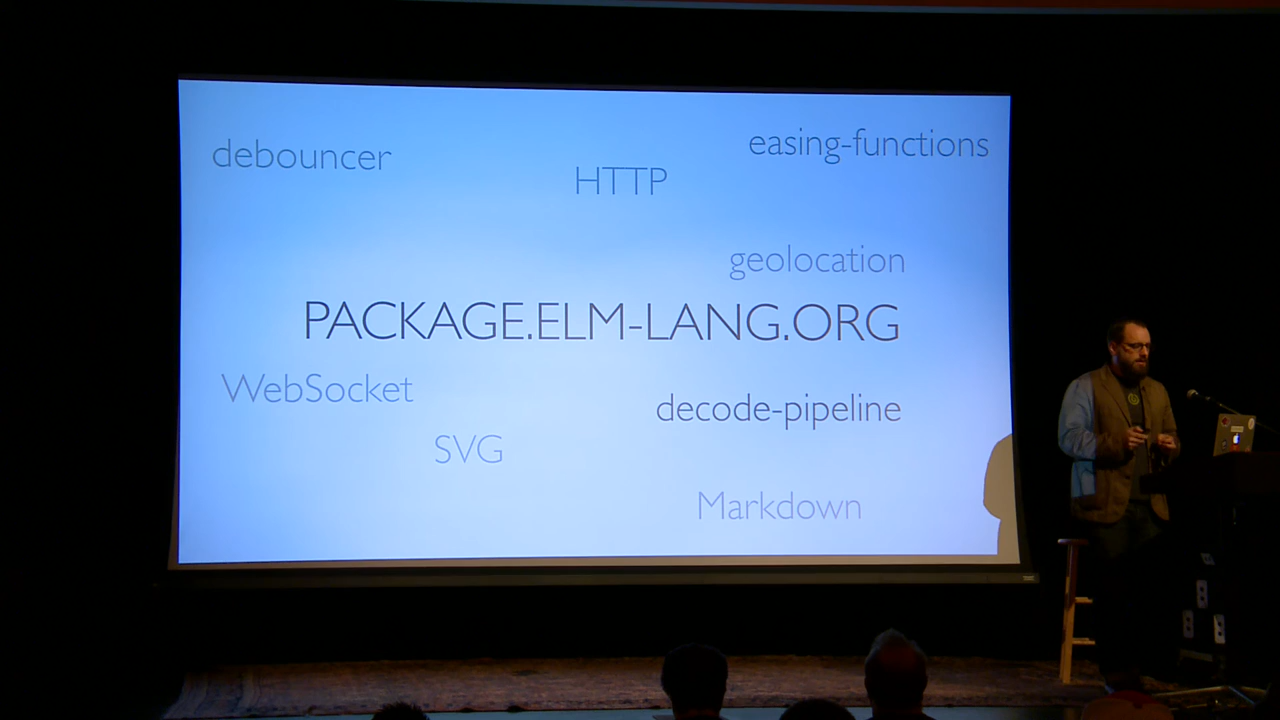 debouncer
easing-functions
HTTP
geolocation
PACKAGE.ELM-LANG.ORG
WebSocket
decode-pipeline
SVG
Markdown